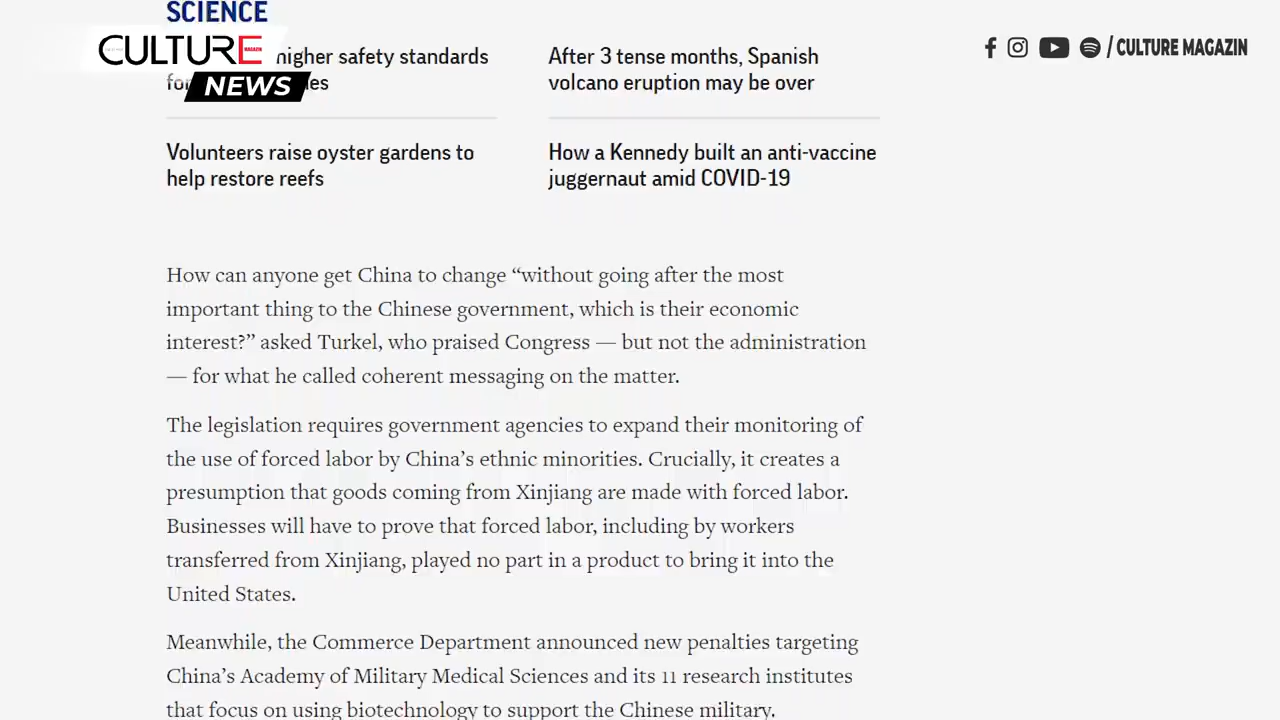 SCIENCE
CULTURE
MAGAZIN
NEWS
/ CULTURE MAGAZIN
higher safety standards
for
After 3 tense months, Spanish
volcano eruption may be over
Volunteers raise oyster gardens to
help restore reefs
How a Kennedy built an anti-vaccine
juggernaut amid COVID-19
How can anyone get China to change “without going after the most
important thing to the Chinese government, which is their economic
interest?” asked Turkel, who praised Congress — but not the administration
— for what he called coherent messaging on the matter.
The legislation requires government agencies to expand their monitoring of
the use of forced labor by China’s ethnic minorities. Crucially, it creates a
presumption that goods coming from Xinjiang are made with forced labor.
Businesses will have to prove that forced labor, including by workers
transferred from Xinjiang, played no part in a product to bring it into the
United States.
Meanwhile, the Commerce Department announced new penalties targeting
China’s Academy of Military Medical Sciences and its 11 research institutes
that focus on using biotechnology to support the Chinese military.